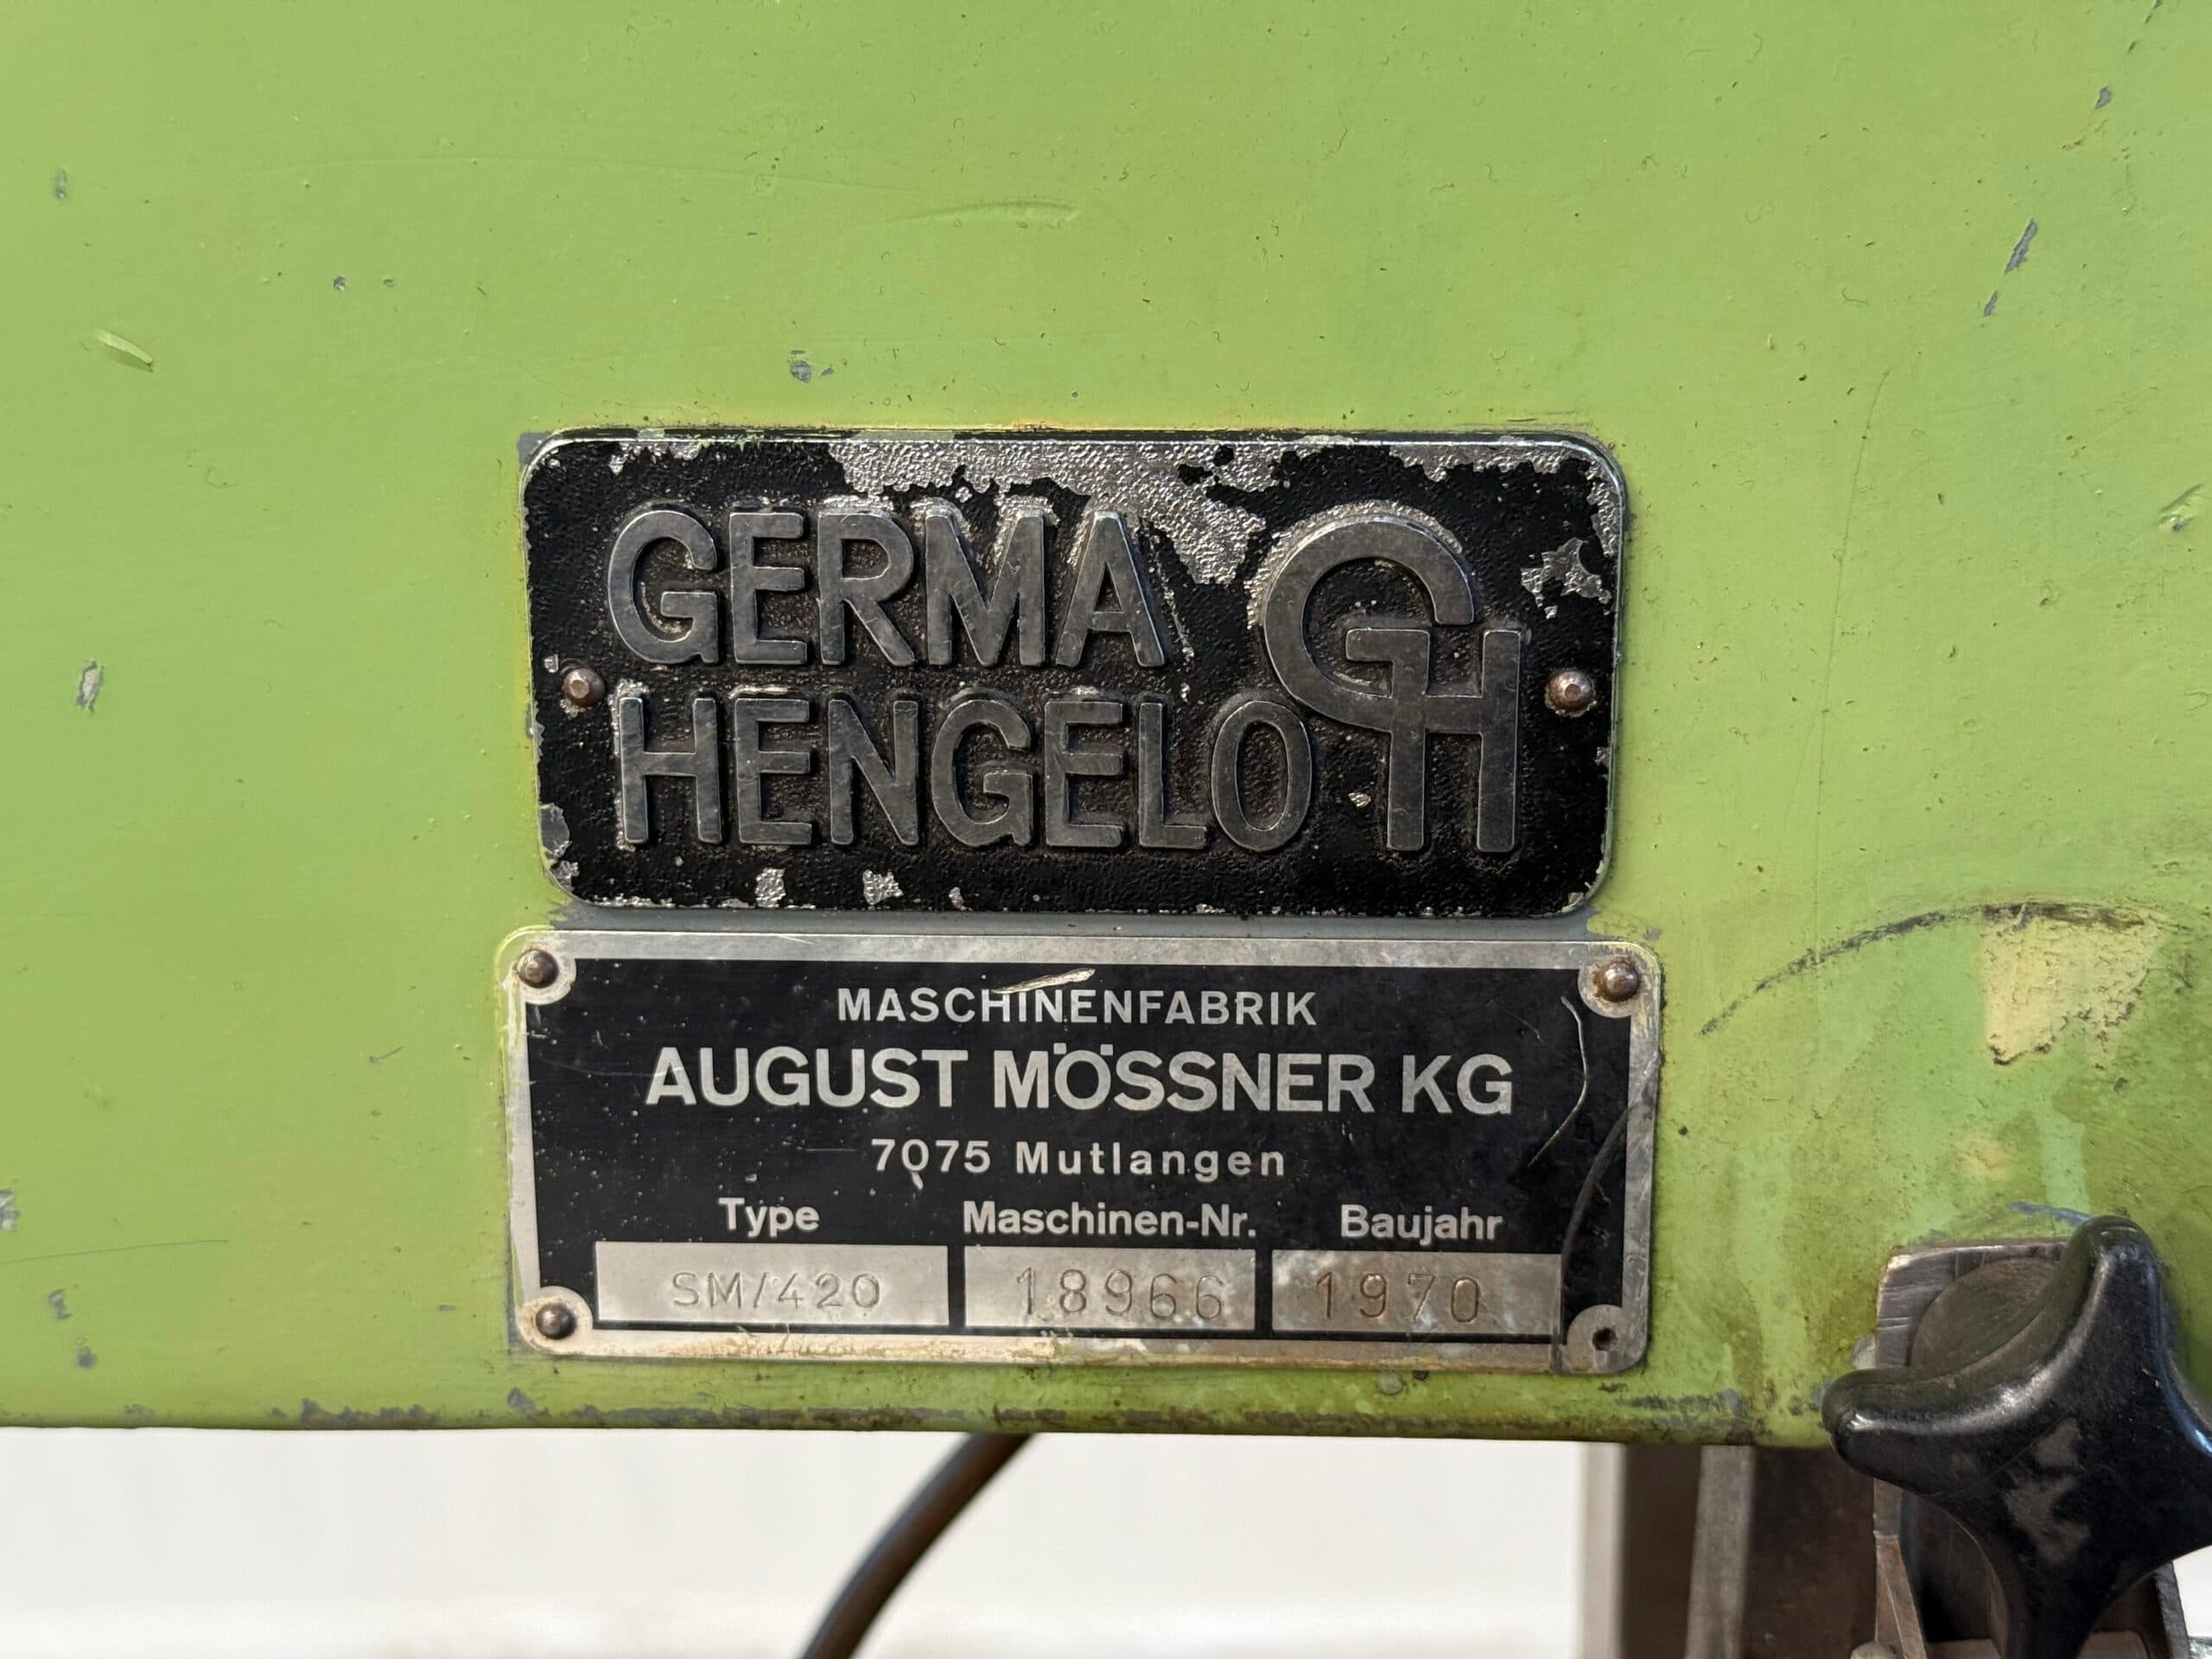 GERMA
HENGELO
GH
MASCHINENFABRIK
AUGUST MÖSSNER KG
7075 Mutlangen
Type Maschinen-Nr. Baujahr
SM/420 18966 1970